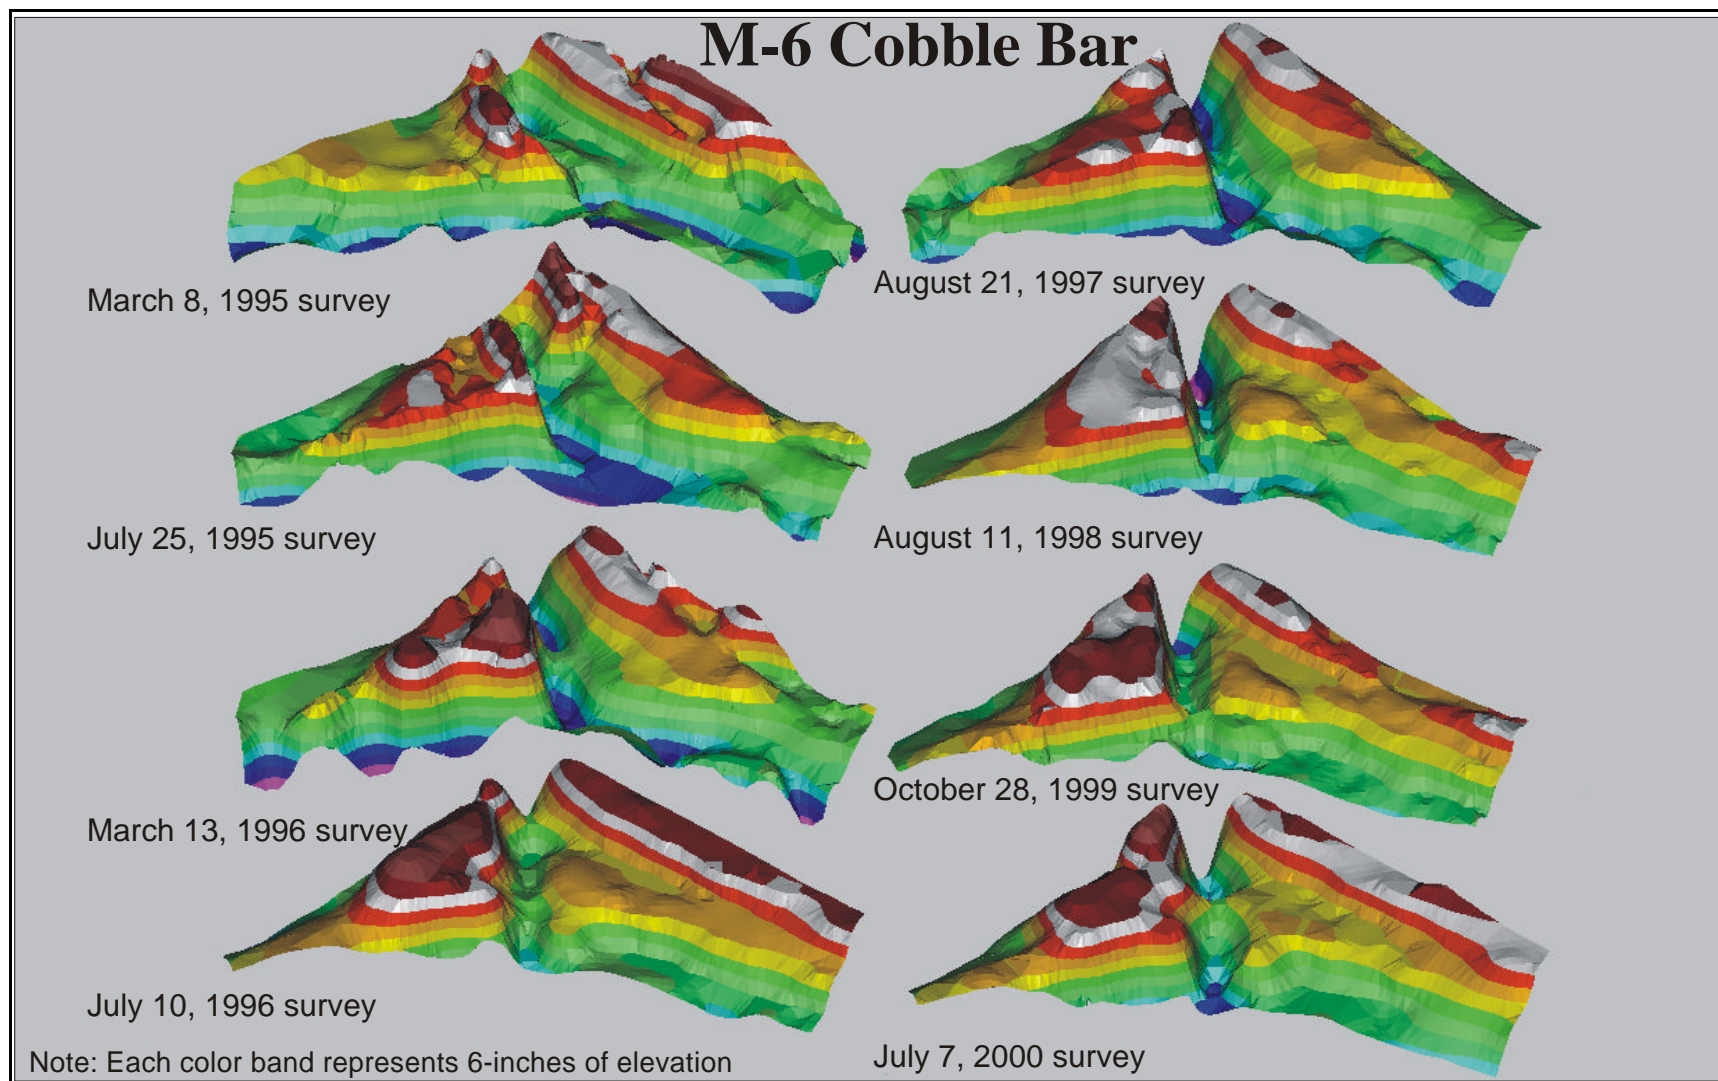 M-6 Cobble Bar
March 8, 1995 survey
August 21, 1997 survey
July 25, 1995 survey
August 11, 1998 survey
March 13, 1996 survey
October 28, 1999 survey
July 10, 1996 survey
July 7, 2000 survey
Note: Each color band represents 6-inches of elevation